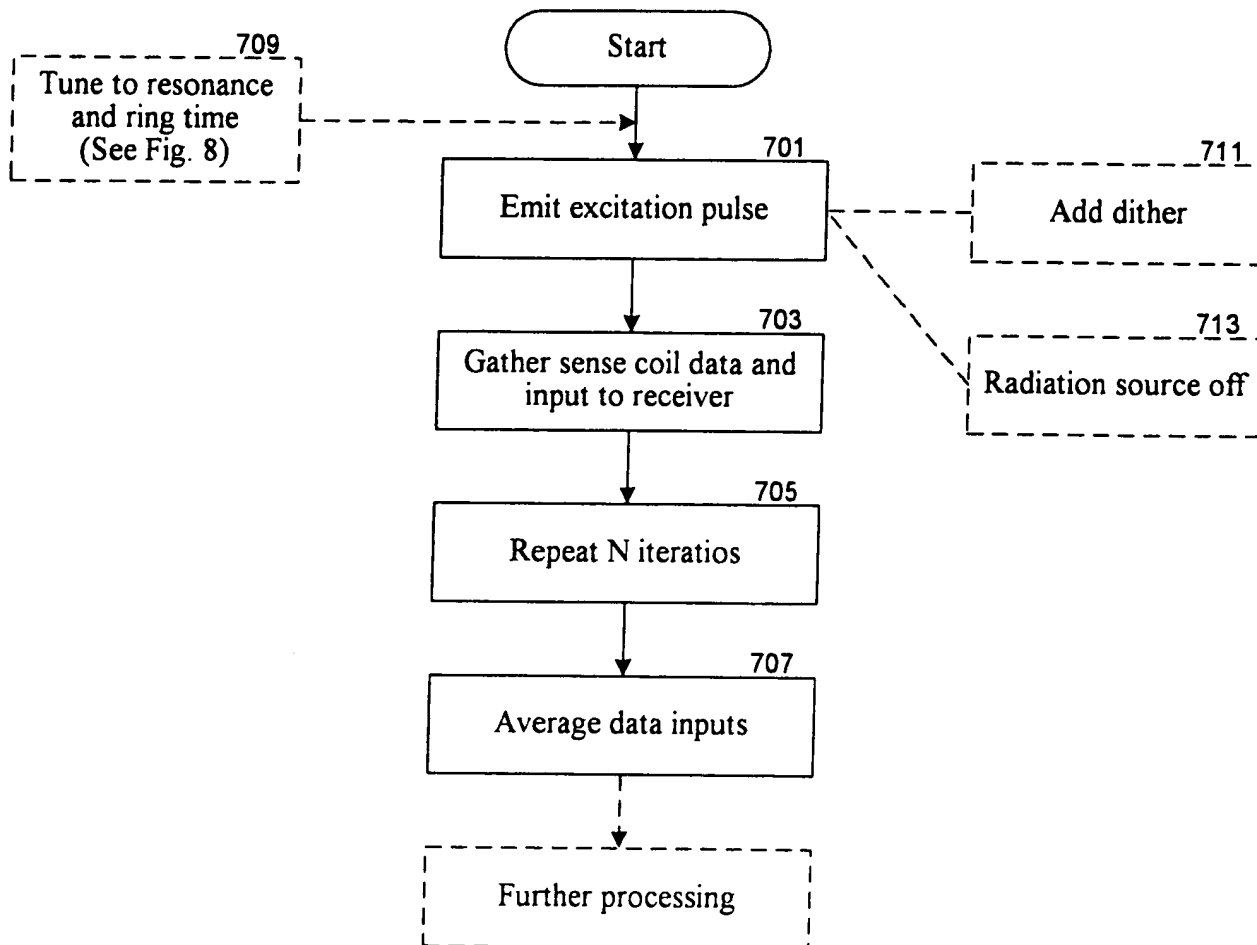 709
Tune to resonance
and ring time
(See Fig. 8)
Start
701
Emit excitation pulse
711
Add dither
703
Gather sense coil data and
input to receiver
713
Radiation source off
705
Repeat N iteratios
707
Average data inputs
Further processing